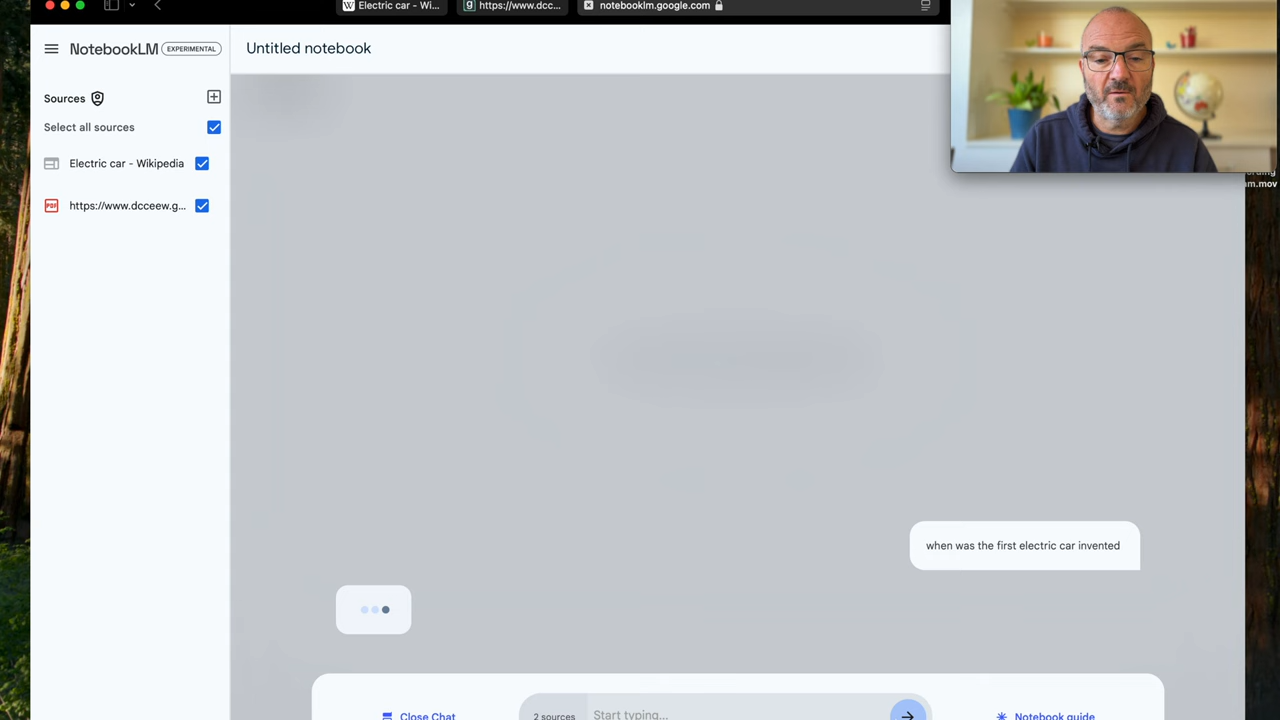 Electric car - Wi...
https://www.dcc...
notebooklm.google.com
NotebookLM EXPERIMENTAL
Untitled notebook
Sources
Select all sources
Electric car - Wikipedia
https://www.dcceew.g...
am.mov
when was the first electric car invented
Close Chat
2 sources
Start typing...
Notebook guide